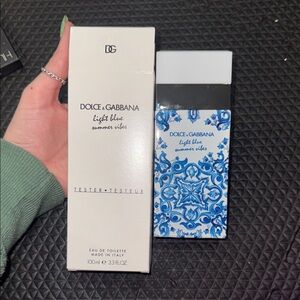 DG
DOLCE & GABBANA
light blue
summer vibes
TESTER • TESTEUR
EAU DE TOILETTE
MADE IN ITALY
100ml ℮ 3.3 FL.OZ.
DOLCE & GABBANA
light blue
summer vibes